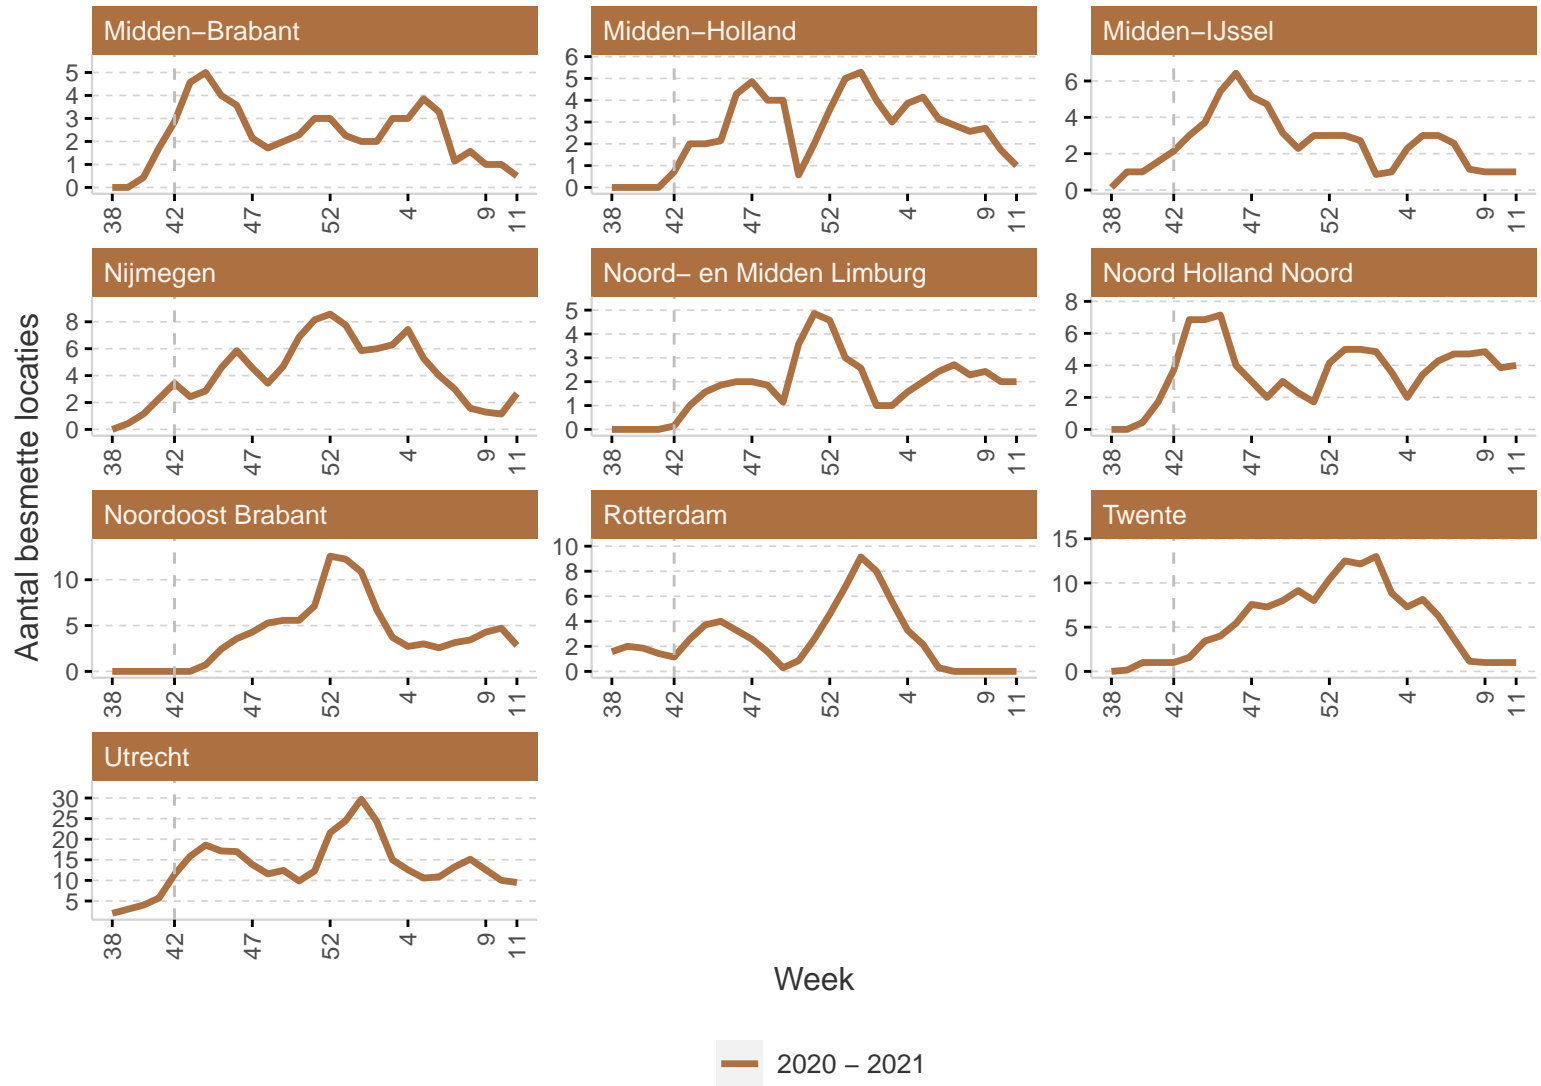 Midden−Brabant
Midden−Holland
Midden−IJssel
5
4
3
2
1
0
6
5
4
3
2
1
0
6
4
2
0
38 42 47 52 4 9 11
38 42 47 52 4 9 11
38 42 47 52 4 9 11
Nijmegen
Noord− en Midden Limburg
Noord Holland Noord
8
6
4
2
0
5
4
3
2
1
0
8
6
4
2
0
38 42 47 52 4 9 11
38 42 47 52 4 9 11
38 42 47 52 4 9 11
Aantal besmette locaties
Noordoost Brabant
Rotterdam
Twente
10
5
0
10
8
6
4
2
0
15
10
5
0
38 42 47 52 4 9 11
38 42 47 52 4 9 11
38 42 47 52 4 9 11
Utrecht
30
25
20
15
10
5
38 42 47 52 4 9 11
Week
2020 − 2021